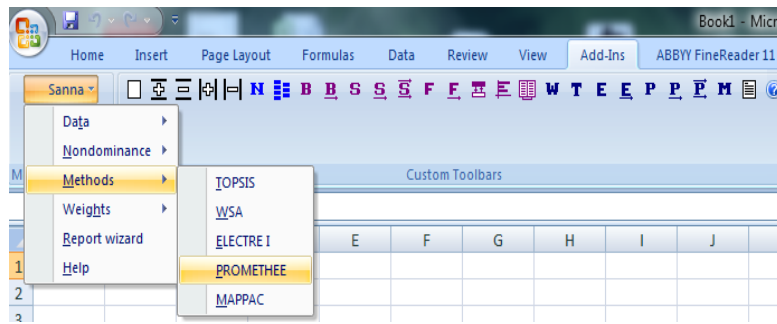 Book1 - Micr
Home Insert Page Layout Formulas Data Review View Add-Ins ABBYY FineReader 11
Sanna N B B S S S F F W T E E P P P M
Data
Nondominance
M Methods Custom Toolbars
TOPSIS
Weights
WSA
Report wizard
ELECTRE I E F G H I J
1 Help
PROMETHEE
2
MAPPAC
3